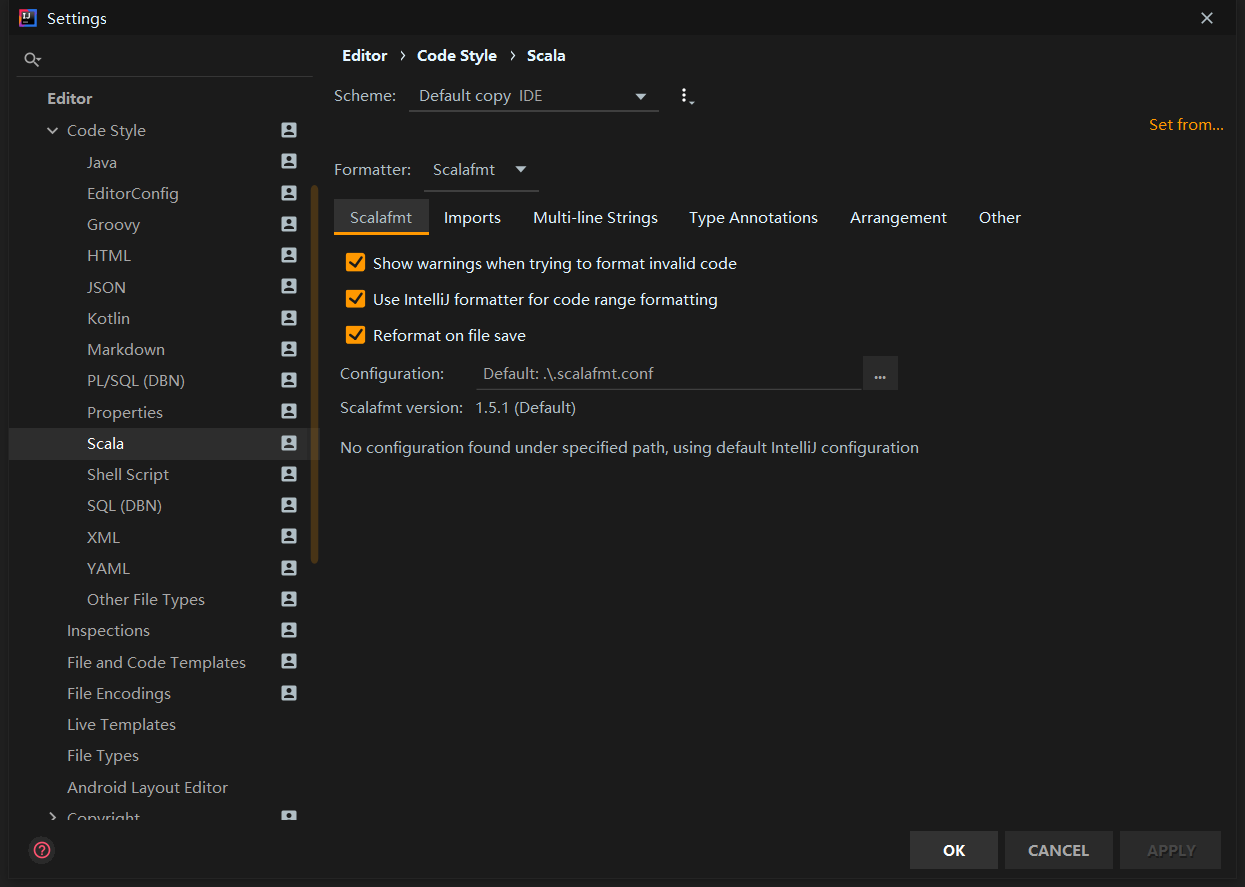 Settings
Editor
Code Style
Java
EditorConfig
Groovy
HTML
JSON
Kotlin
Markdown
PL/SQL (DBN)
Properties
Scala
Shell Script
SQL (DBN)
XML
YAML
Other File Types
Inspections
File and Code Templates
File Encodings
Live Templates
File Types
Android Layout Editor
Copyright
Editor › Code Style › Scala
Scheme: Default copy IDE
Set from...
Formatter: Scalafmt
Scalafmt Imports Multi-line Strings Type Annotations Arrangement Other
Show warnings when trying to format invalid code
Use IntelliJ formatter for code range formatting
Reformat on file save
Configuration: Default: .\.scalafmt.conf ...
Scalafmt version: 1.5.1 (Default)
No configuration found under specified path, using default IntelliJ configuration
? OK CANCEL APPLY